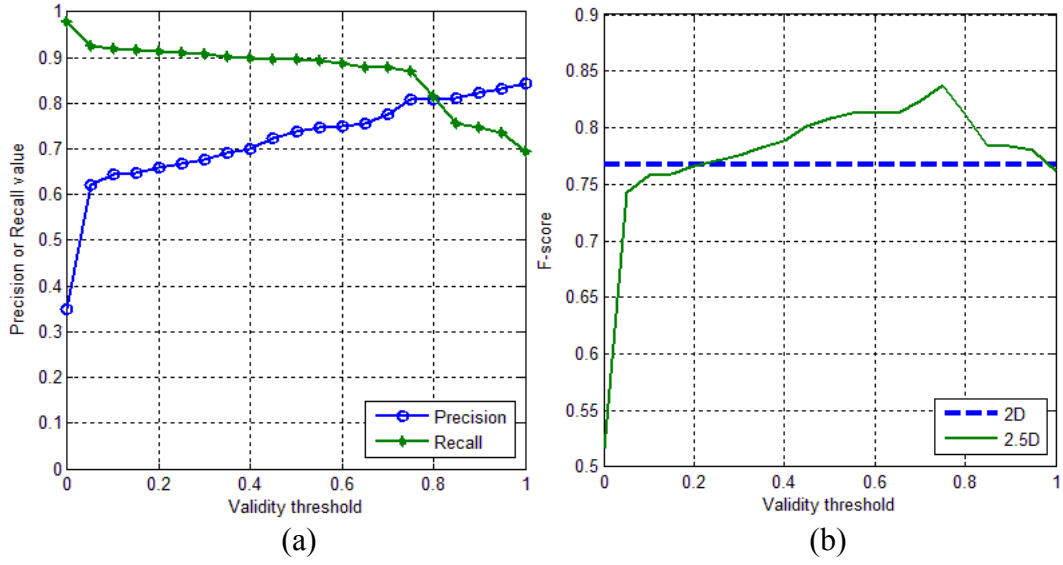 1
0.9
0.8
0.7
0.6
0.5
0.4
0.3
0.2
0.1
0
Precision or Recall value
0 0.2 0.4 0.6 0.8 1
Validity threshold
Precision
Recall
(a)
0.9
0.85
0.8
0.75
0.7
0.65
0.6
0.55
0.5
F-score
0 0.2 0.4 0.6 0.8 1
Validity threshold
2D
2.5D
(b)